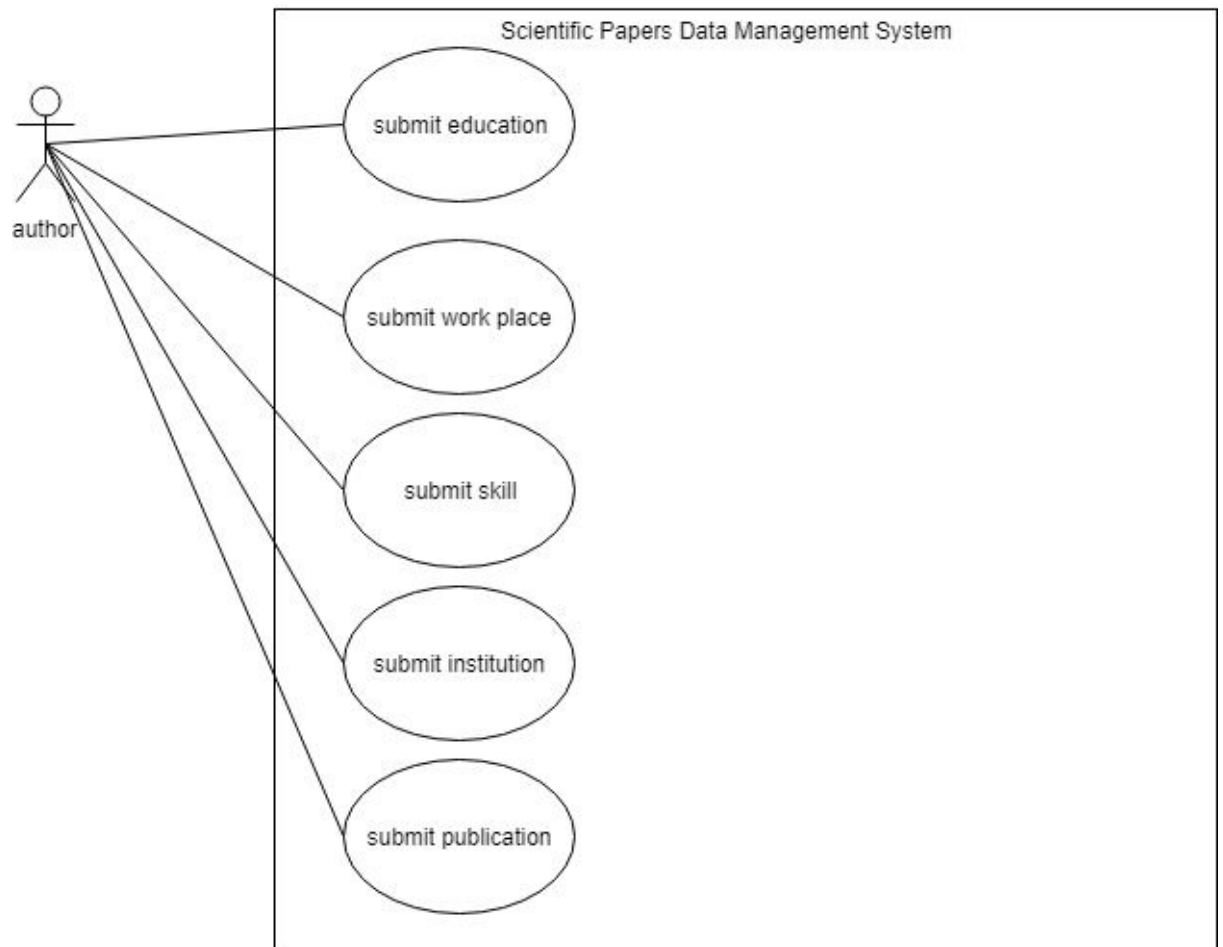 Scientific Papers Data Management System
submit education
author
submit work place
submit skill
submit institution
submit publication